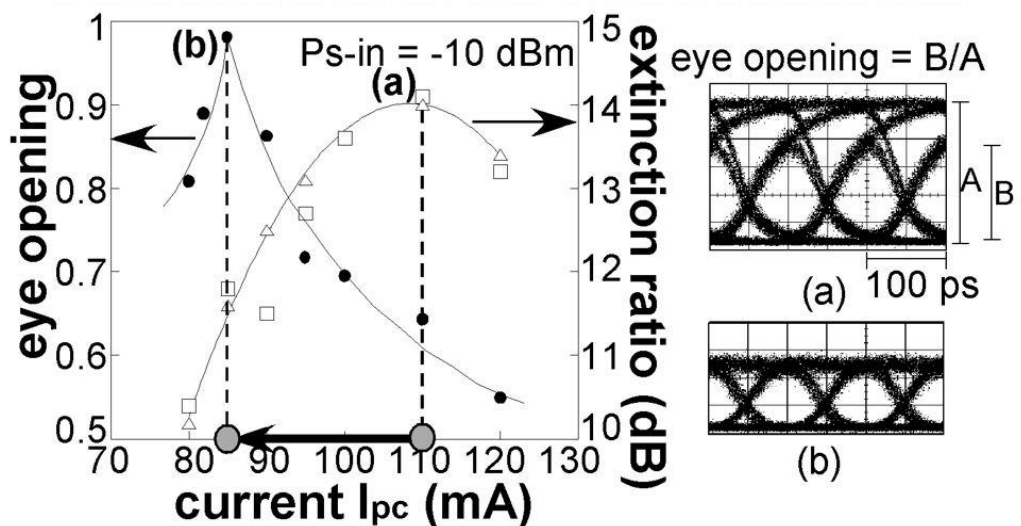 eye opening
1
0.9
0.8
0.7
0.6
0.5
(b)
(a)
Ps-in = -10 dBm
15
14
13
12
11
10
extinction ratio (dB)
70 80 90 100 110 120 130
current Ipc (mA)
eye opening = B/A
A
B
100 ps
(a)
(b)